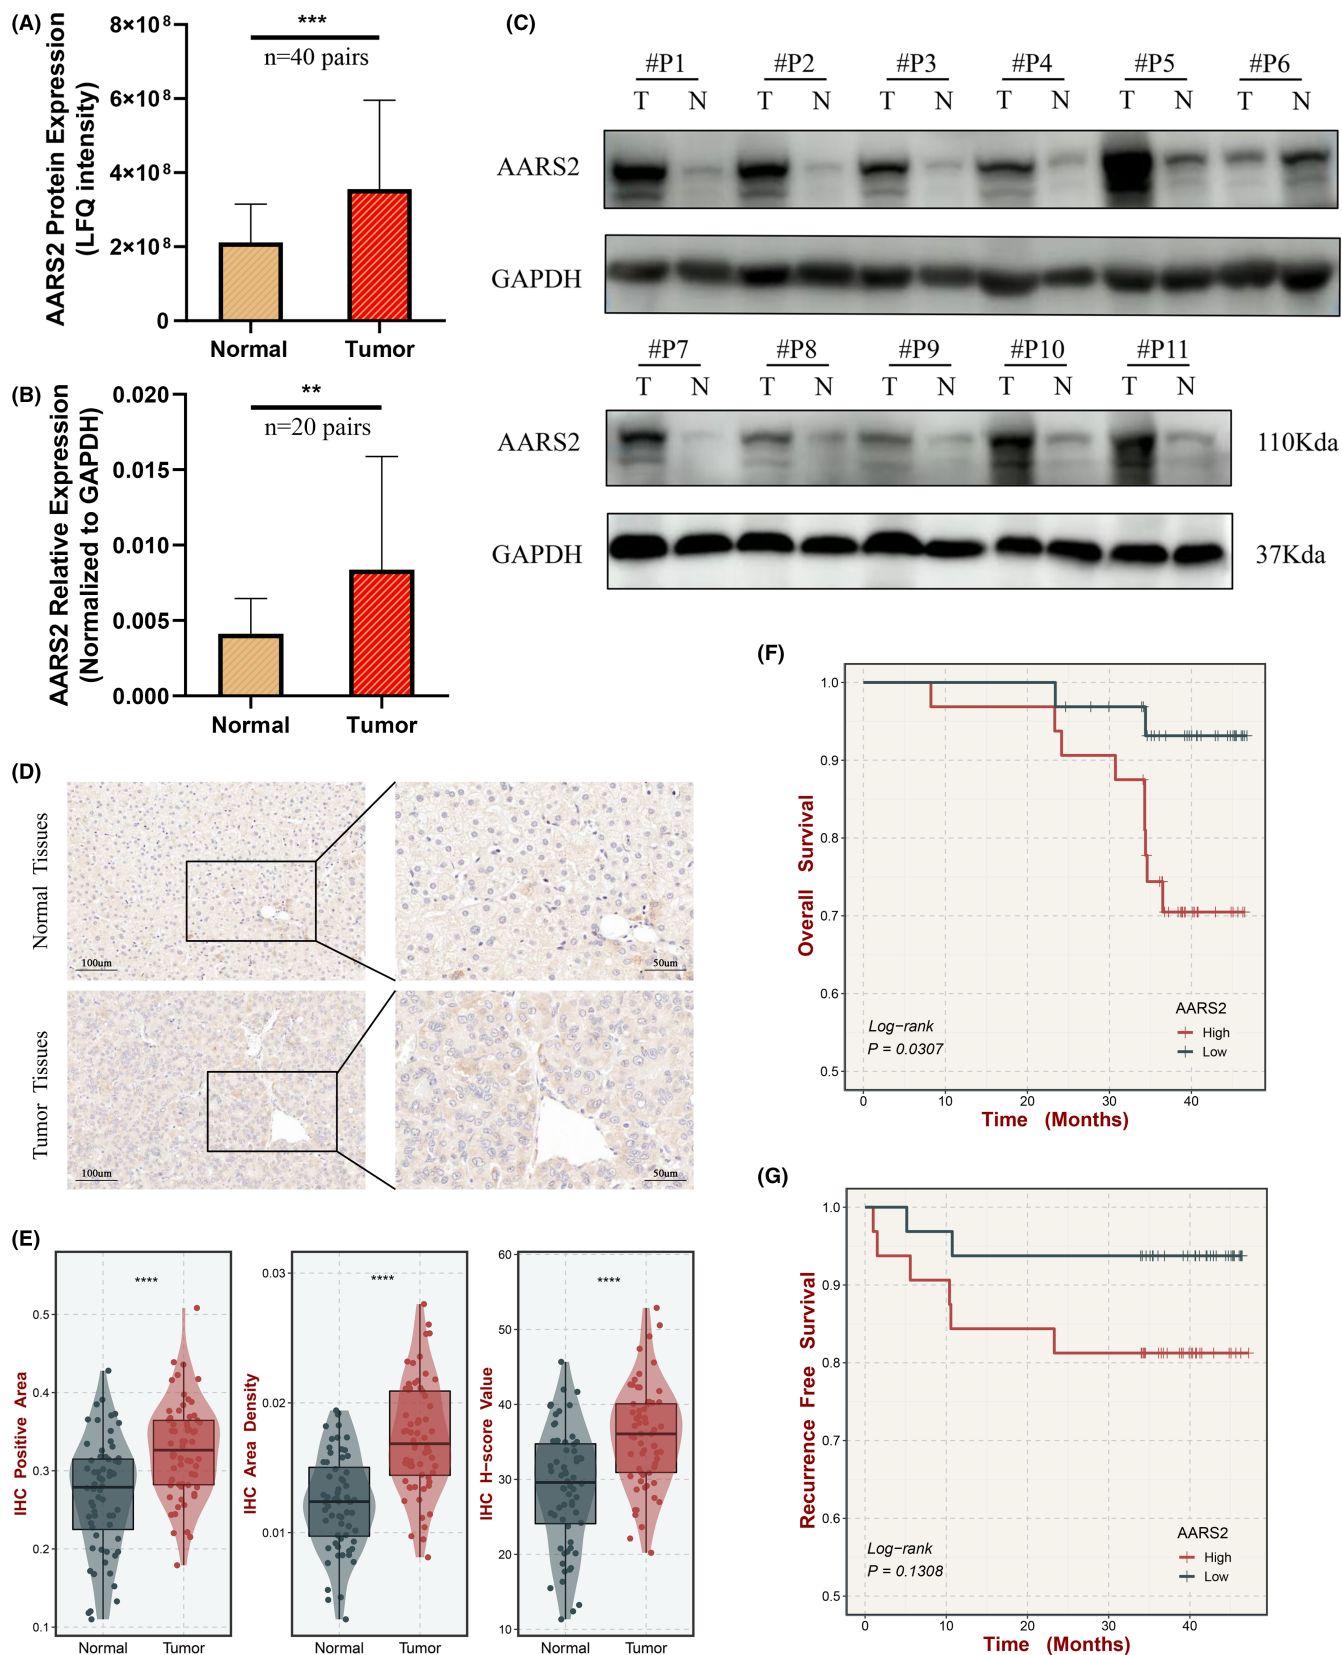 (A)
AARS2 Protein Expression
(LFQ intensity)
8×10⁸
6×10⁸
4×10⁸
2×10⁸
0
***
n=40 pairs
Normal
Tumor
(B)
AARS2 Relative Expression
(Normalized to GAPDH)
0.020
0.015
0.010
0.005
0.000
**
n=20 pairs
Normal
Tumor
(C)
#P1 #P2 #P3 #P4 #P5 #P6
T N T N T N T N T N T N
AARS2
GAPDH
#P7 #P8 #P9 #P10 #P11
T N T N T N T N T N
AARS2 110Kda
GAPDH 37Kda
(D)
Normal Tissues
100um
50um
Tumor Tissues
100um
50um
(E)
IHC Positive Area
0.5
0.4
0.3
0.2
0.1
****
Normal Tumor
IHC Area Density
0.03
0.02
0.01
****
Normal Tumor
IHC H-score Value
60
50
40
30
20
10
****
Normal Tumor
(F)
Overall Survival
1.0
0.9
0.8
0.7
0.6
0.5
Log-rank
P = 0.0307
AARS2
High
Low
0 10 20 30 40
Time (Months)
(G)
Recurrence Free Survival
1.0
0.9
0.8
0.7
0.6
0.5
Log-rank
P = 0.1308
AARS2
High
Low
0 10 20 30 40
Time (Months)